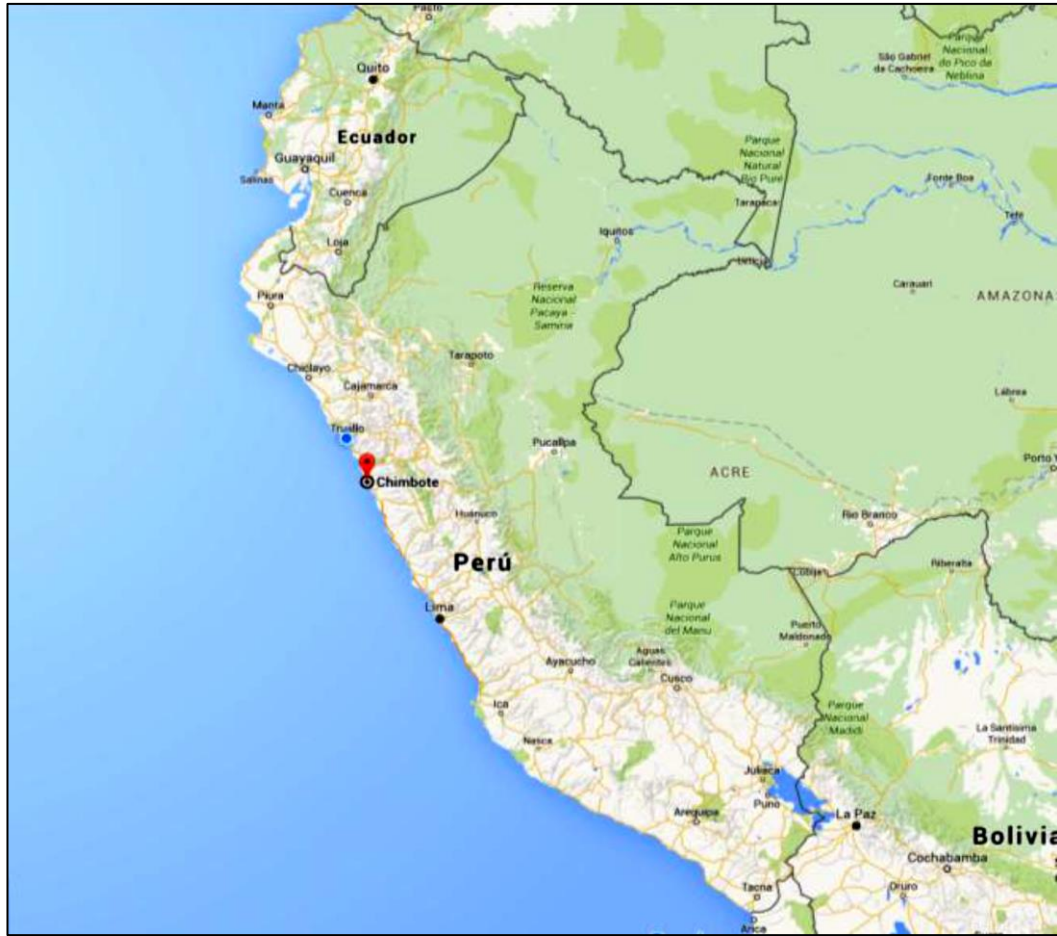 Pasto
Parque
Nacional
do Pico da
Neblina
São Gabriel
da Cachoeira
Quito
Manta
Ecuador
Parque
Nacional
Natural
Río Puré
Guayaquil
Salinas
Cuenca
Fonte Boa
Tarapacá
Tefé
Iquitos
Loja
Leticia
Carauari
AMAZONA
Reserva
Nacional
Pacaya -
Samiria
Piura
Tarapoto
Chiclayo
Cajamarca
Lábrea
Trujillo
Pucallpa
Porto V
ACRE
Chimbote
Huánuco
Rio Branco
Parque
Nacional
Alto Purus
Perú
Cobija
Riberalta
Lima
Parque
Nacional
del Manu
Puerto
Maldonado
Aguas
Calientes
Ayacucho
Cusco
Ica
Parque
Nacional
Madidi
La Santísima
Trinidad
Nasca
Juliaca
Puno
Arequipa
La Paz
Bolivia
Cochabamba
Tacna
Oruro
Arica